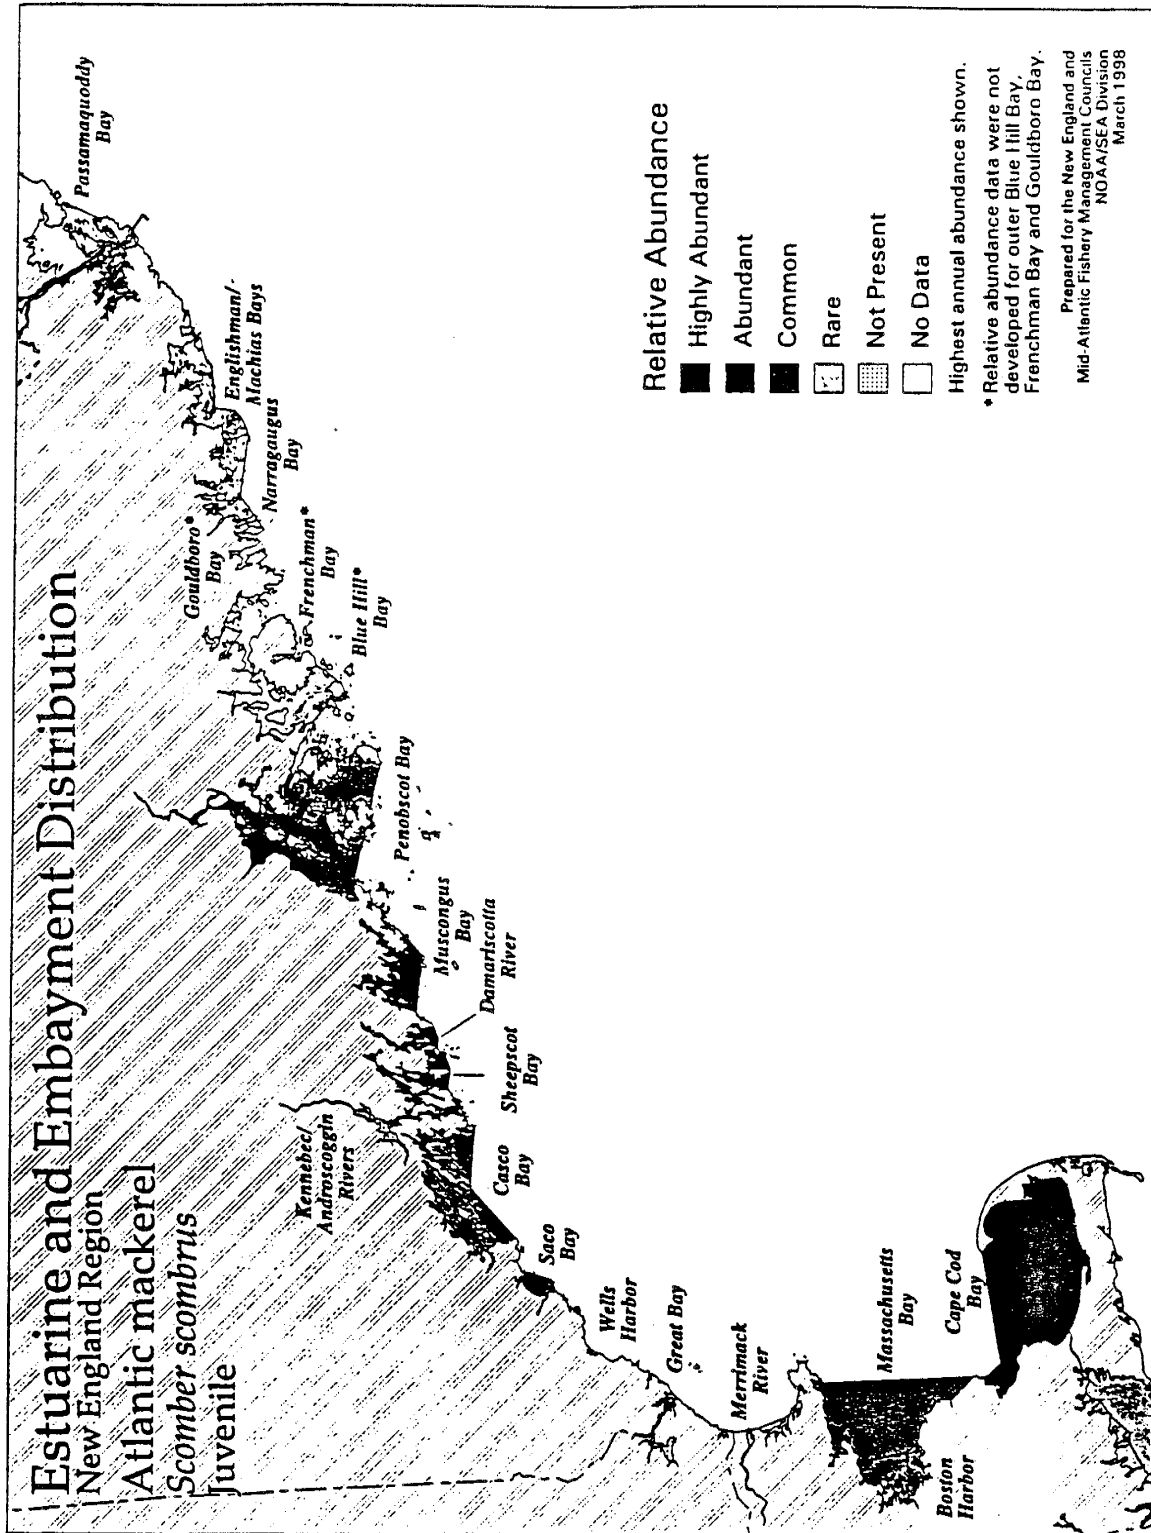 Estuarine and Embayment Distribution
New England Region
Atlantic mackerel
Scomber scombrus
Juvenile
Passamaquoddy
Bay
Englishman/
Machias Bays
Narragaugus
Bay
Gouldboro*
Bay
Frenchman*
Bay
Blue Hill*
Bay
Penobscot Bay
Muscongus
Bay
Damariscotta
River
Sheepscot
Bay
Kennebec/
Androscoggin
Rivers
Casco
Bay
Saco
Bay
Wells
Harbor
Great Bay
Merrimack
River
Massachusetts
Bay
Cape Cod
Bay
Boston
Harbor
Relative Abundance
Highly Abundant
Abundant
Common
Rare
Not Present
No Data
Highest annual abundance shown.
* Relative abundance data were not
developed for outer Blue Hill Bay,
Frenchman Bay and Gouldboro Bay.
Prepared for the New England and
Mid-Atlantic Fishery Management Councils
NOAA/SEA Division
March 1998